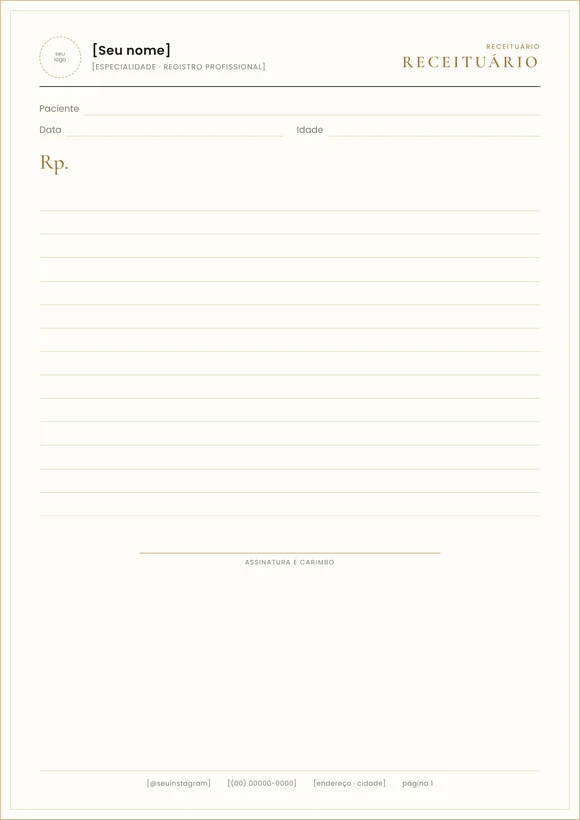 seu
logo
[Seu nome]
[ESPECIALIDADE · REGISTRO PROFISSIONAL]
RECEITUÁRIO
RECEITUÁRIO
Paciente
Data
Idade
Rp.
ASSINATURA E CARIMBO
[@seuinstagram] [(00) 00000-0000] [endereço · cidade] página 1